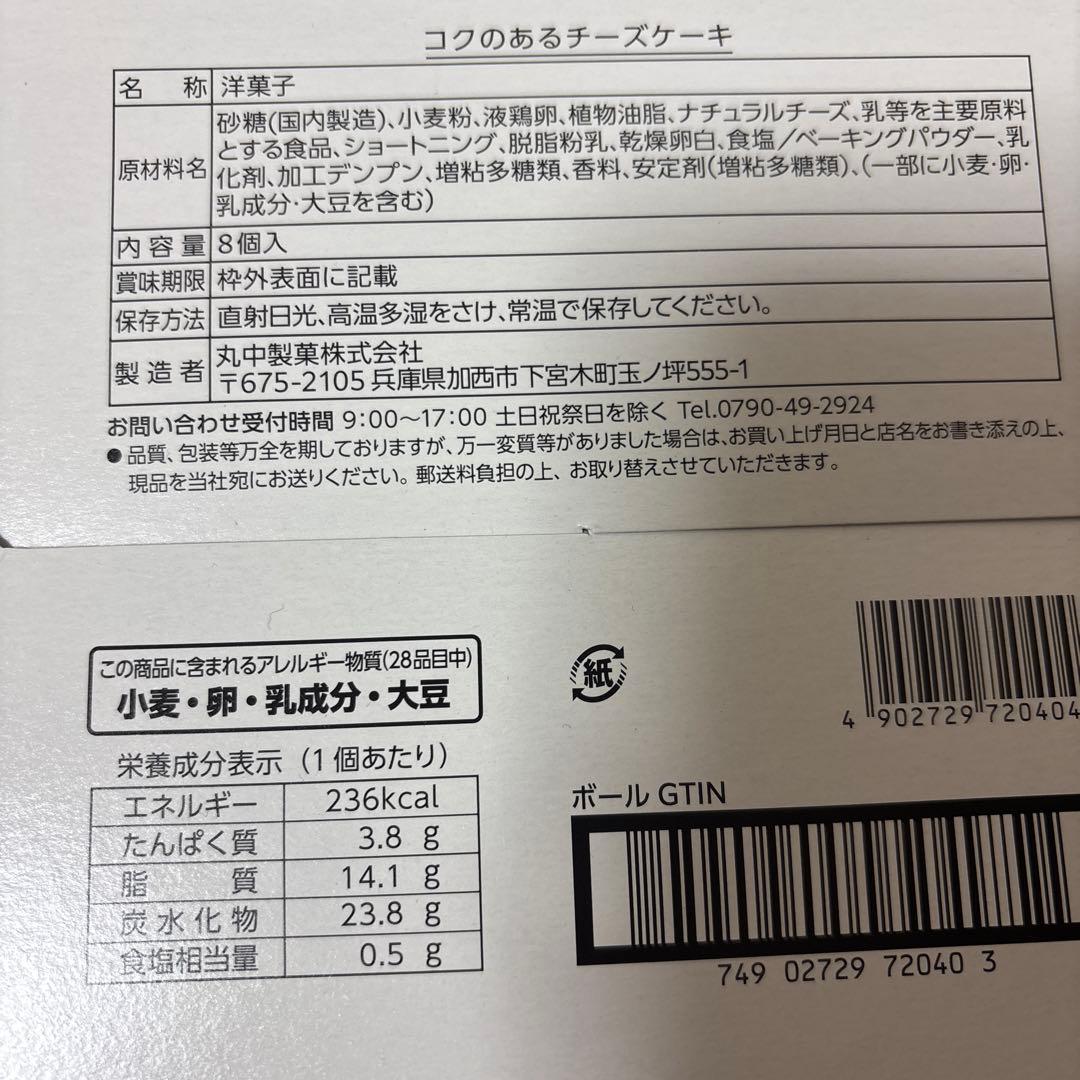 コクのあるチーズケーキ
名 称 洋菓子
原材料名 砂糖(国内製造)、小麦粉、液鶏卵、植物油脂、ナチュラルチーズ、乳等を主要原料
とする食品、ショートニング、脱脂粉乳、乾燥卵白、食塩／ベーキングパウダー、乳
化剤、加工デンプン、増粘多糖類、香料、安定剤(増粘多糖類)、(一部に小麦・卵・
乳成分・大豆を含む)
内容量 8個入
賞味期限 枠外表面に記載
保存方法 直射日光、高温多湿をさけ、常温で保存してください。
製造者 丸中製菓株式会社
〒675-2105 兵庫県加西市下宮木町玉ノ坪555-1
お問い合わせ受付時間 9:00〜17:00 土日祝祭日を除く Tel.0790-49-2924
●品質、包装等万全を期しておりますが、万一変質等がありました場合は、お買い上げ月日と店名をお書き添えの上、
現品を当社宛にお送りください。郵送料負担の上、お取り替えさせていただきます。
この商品に含まれるアレルギー物質(28品目中)
小麦・卵・乳成分・大豆
紙
4 902729 720404
栄養成分表示（1個あたり）
エネルギー 236kcal
たんぱく質 3.8 g
脂質 14.1 g
炭水化物 23.8 g
食塩相当量 0.5 g
ボール GTIN
749 02729 72040 3